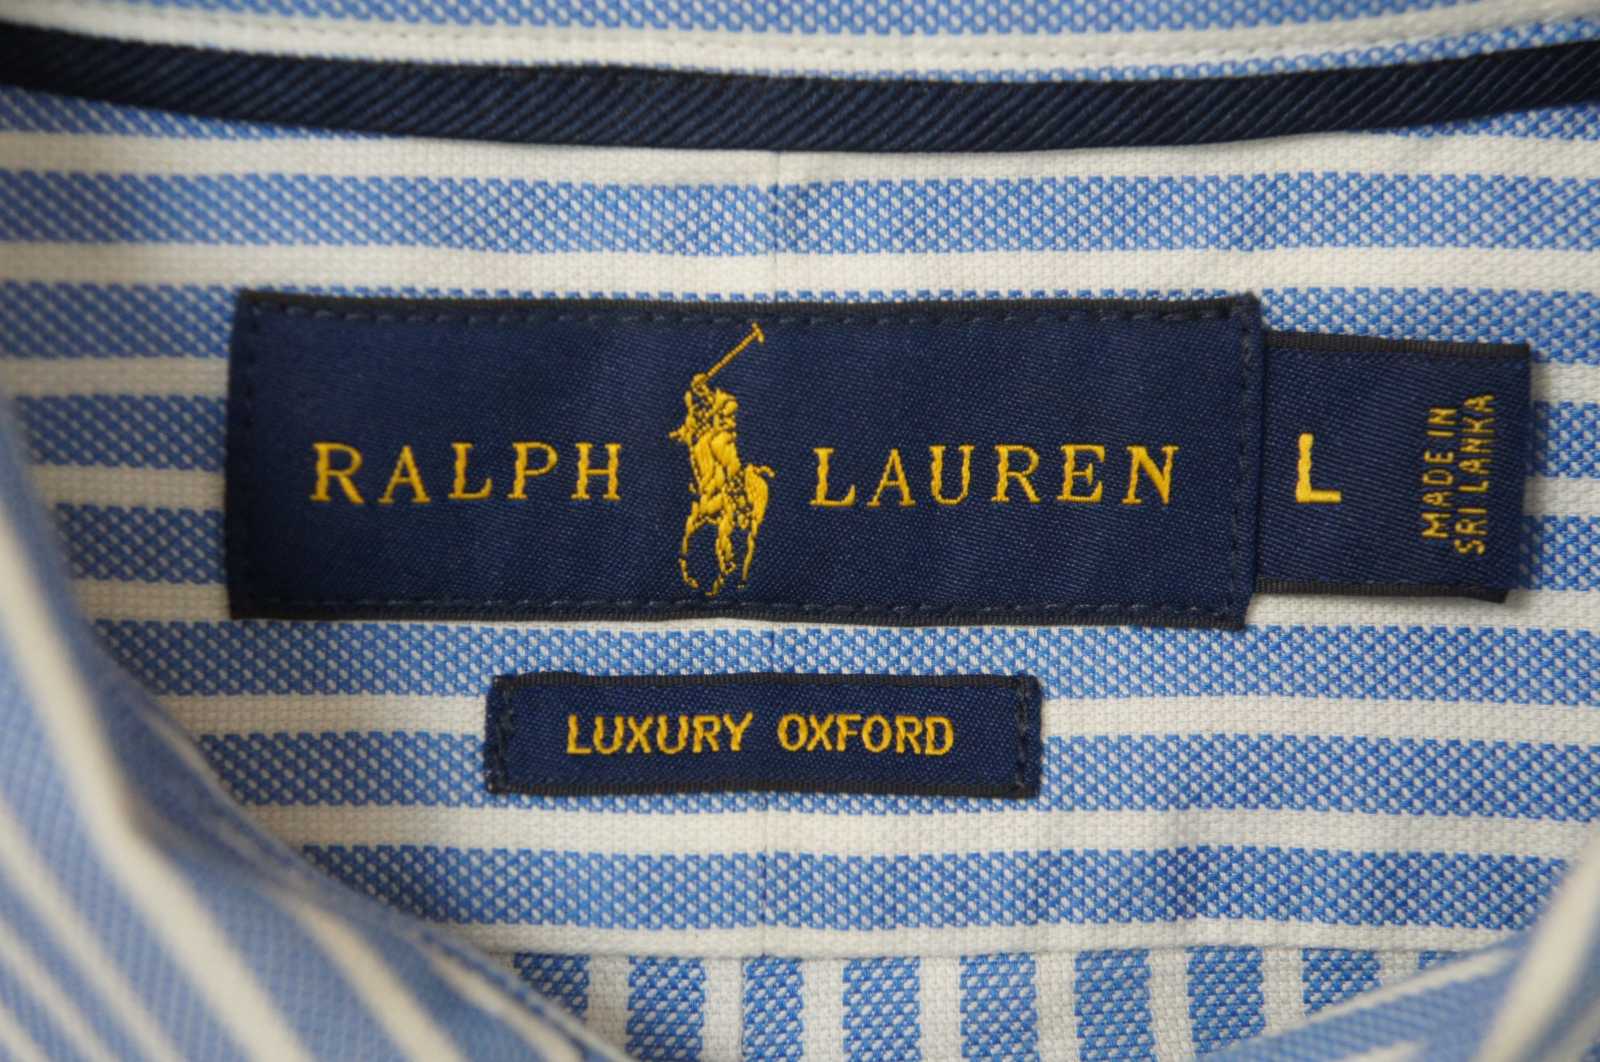 RALPH LAUREN
L
MADE IN
SRI LANKA
LUXURY OXFORD